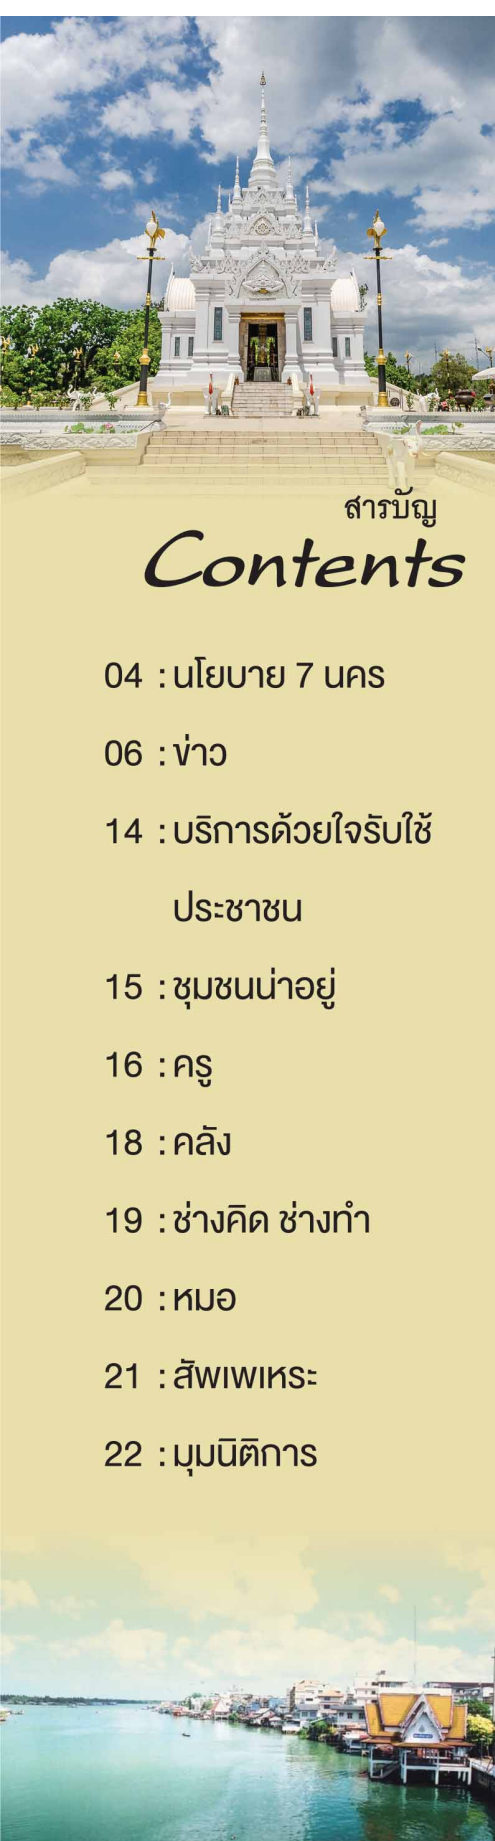 สารบัญ
Contents
04 : นโยบาย 7 นคร
06 : ข่าว
14 : บริการด้วยใจรับใช้
ประชาชน
15 : ชุมชนน่าอยู่
16 : ครู
18 : คลัง
19 : ช่างคิด ช่างทำ
20 : หมอ
21 : สัพเพเหระ
22 : มุมนิติการ